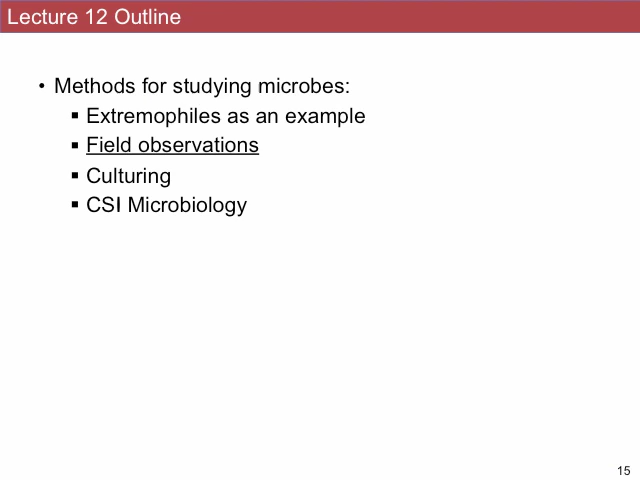 Lecture 12 Outline
• Methods for studying microbes:
▪ Extremophiles as an example
▪ Field observations
▪ Culturing
▪ CSI Microbiology
15